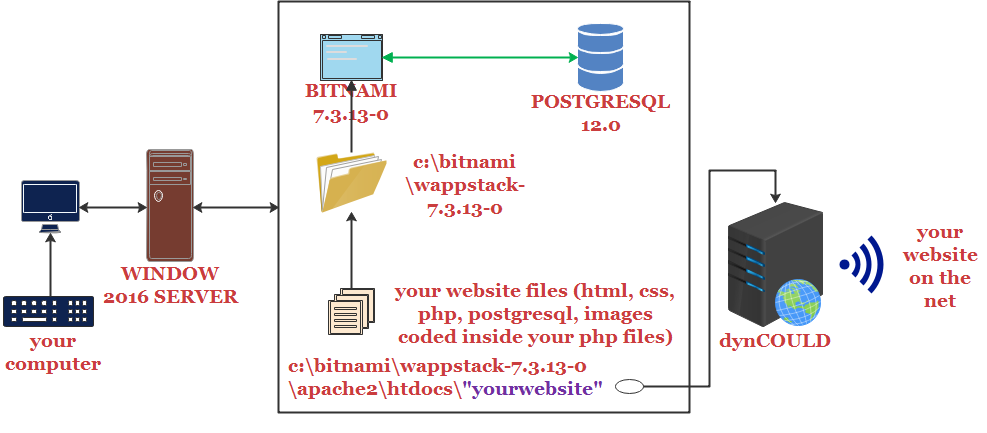 BITNAMI
7.3.13-0
POSTGRESQL
12.0
c:\bitnami
\wappstack-
7.3.13-0
WINDOW
2016 SERVER
your
computer
your website files (html, css,
php, postgresql, images
coded inside your php files)
c:\bitnami\wappstack-7.3.13-0
\apache2\htdocs\"yourwebsite"
dynCOULD
your
website
on the
net